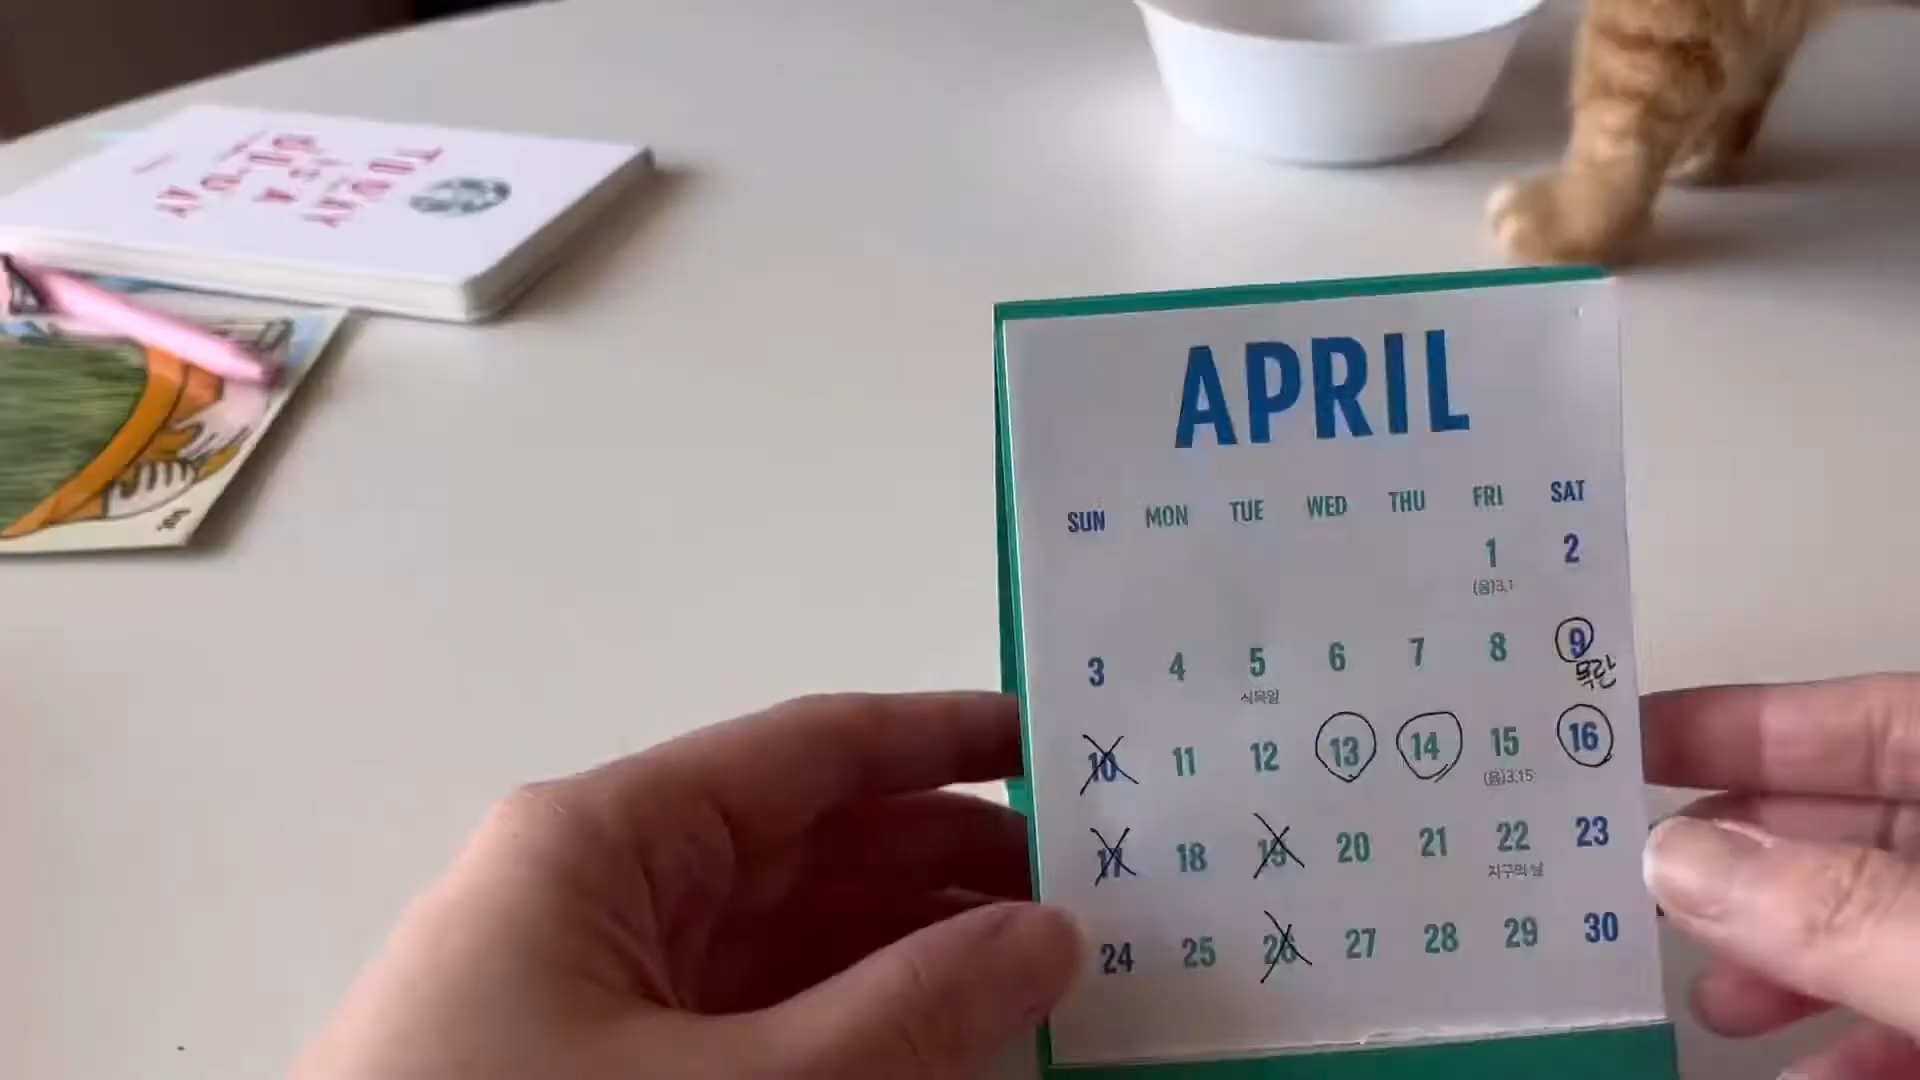 APRIL
SUN MON TUE WED THU FRI SAT
1 2
(음)3.1
3 4 5 6 7 8 9
식목일
목란
10 11 12 13 14 15 16
(음)3.15
17 18 19 20 21 22 23
지구의 날
24 25 26 27 28 29 30
TODAY
IS A